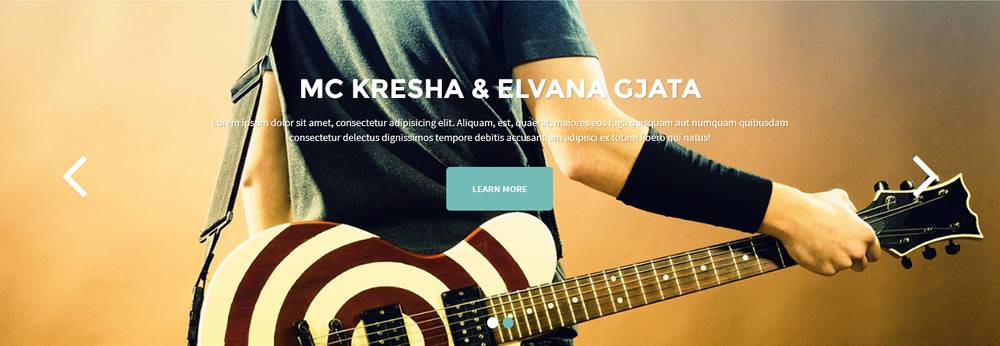 MC KRESHA & ELVANA GJATA
Lorem ipsum dolor sit amet, consectetur adipisicing elit. Aliquam, est, quaerat, maiores eos fuga quisquam aut numquam quibusdam
consectetur delectus dignissimos tempore debitis accusantium adipisci ex totam libero qui natus!
LEARN MORE